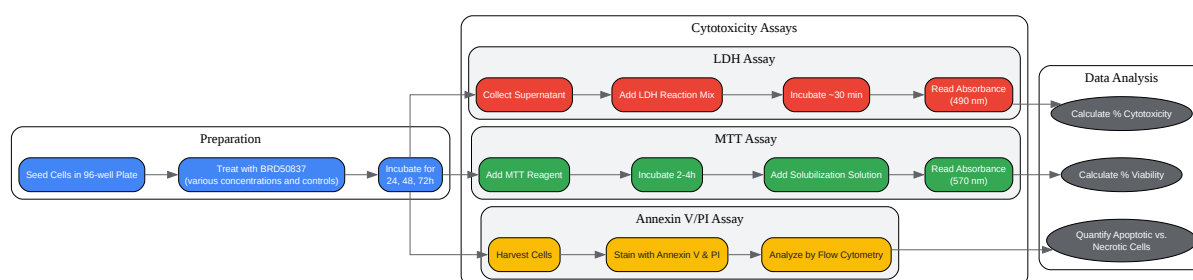 Cytotoxicity Assays
LDH Assay
Collect Supernatant
Add LDH Reaction Mix
Incubate ~30 min
Read Absorbance
(490 nm)
Data Analysis
Calculate % Cytotoxicity
Preparation
Seed Cells in 96-well Plate
Treat with BRD50837
(various concentrations and controls)
Incubate for
24, 48, 72h
MTT Assay
Add MTT Reagent
Incubate 2-4h
Add Solubilization Solution
Read Absorbance
(570 nm)
Calculate % Viability
Annexin V/PI Assay
Harvest Cells
Stain with Annexin V & PI
Analyze by Flow Cytometry
Quantify Apoptotic vs.
Necrotic Cells